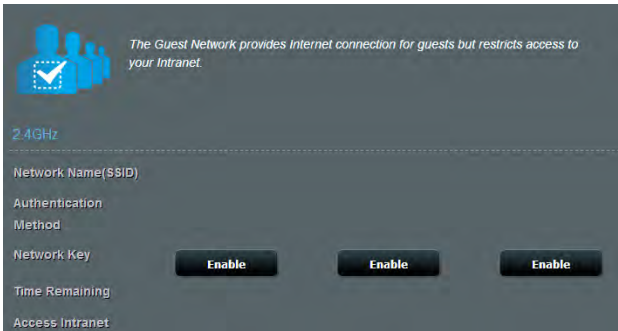 The Guest Network provides Internet connection for guests but restricts access to
your Intranet.
2.4GHz
Network Name(SSID)
Authentication
Method
Network Key
Enable Enable Enable
Time Remaining
Access Intranet